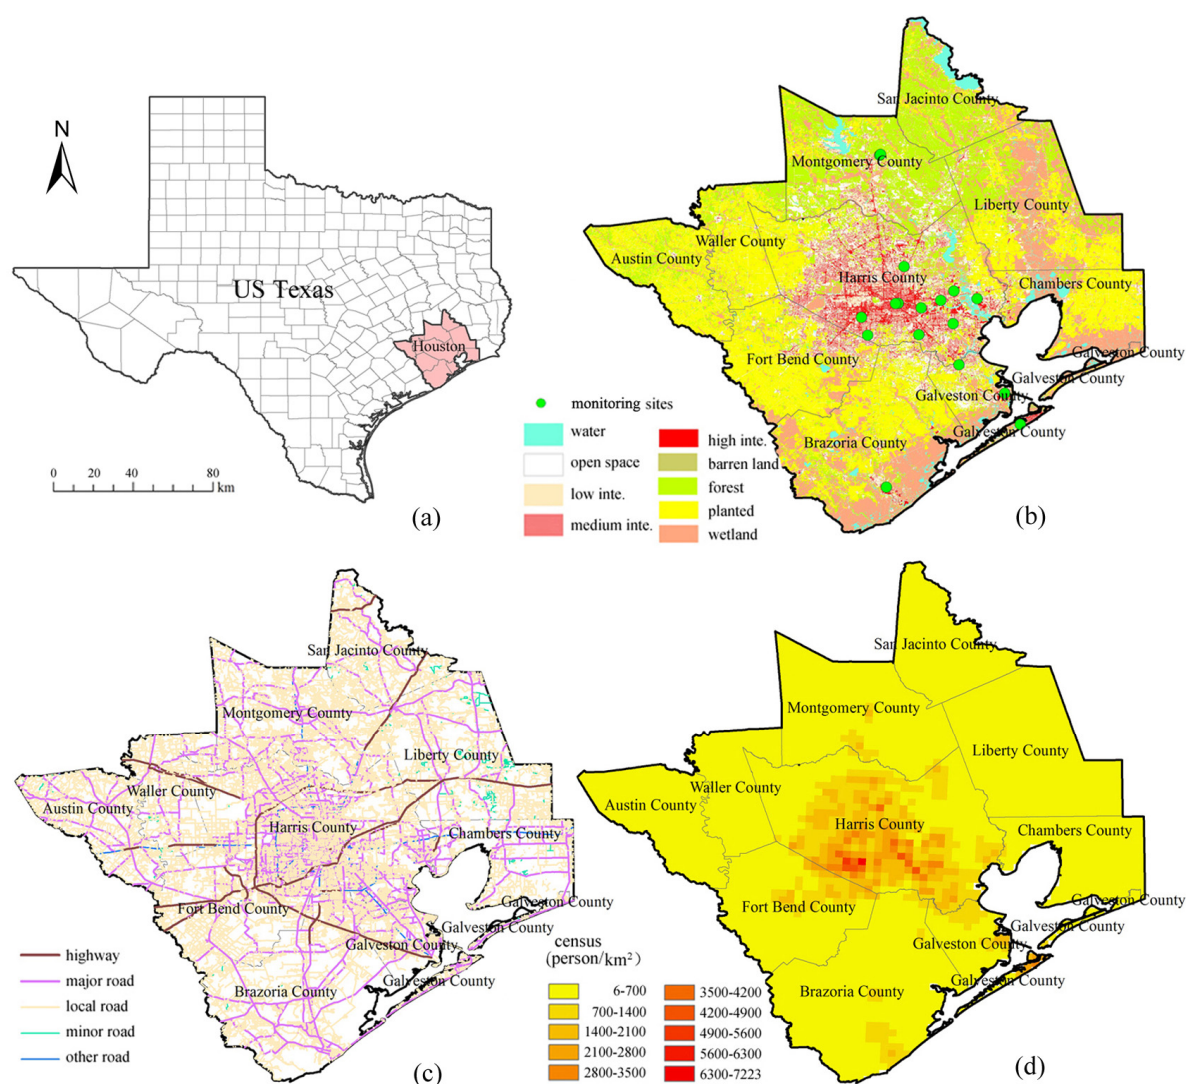 N
US Texas
Houston
0 20 40 80
km
(a)
San Jacinto County
Montgomery County
Liberty County
Waller County
Austin County
Harris County
Chambers County
Fort Bend County
Galveston County
Galveston County
Galveston County
Galveston County
Brazoria County
monitoring sites
water
open space
low inte.
medium inte.
high inte.
barren land
forest
planted
wetland
(b)
San Jacinto County
Montgomery County
Liberty County
Waller County
Austin County
Harris County
Chambers County
Fort Bend County
Galveston County
Galveston County
Galveston County
Galveston County
Brazoria County
highway
major road
local road
minor road
other road
(c)
San Jacinto County
Montgomery County
Liberty County
Waller County
Austin County
Harris County
Chambers County
Fort Bend County
Galveston County
Galveston County
Galveston County
Galveston County
Brazoria County
census
(person/km²)
6-700
700-1400
1400-2100
2100-2800
2800-3500
3500-4200
4200-4900
4900-5600
5600-6300
6300-7223
(d)